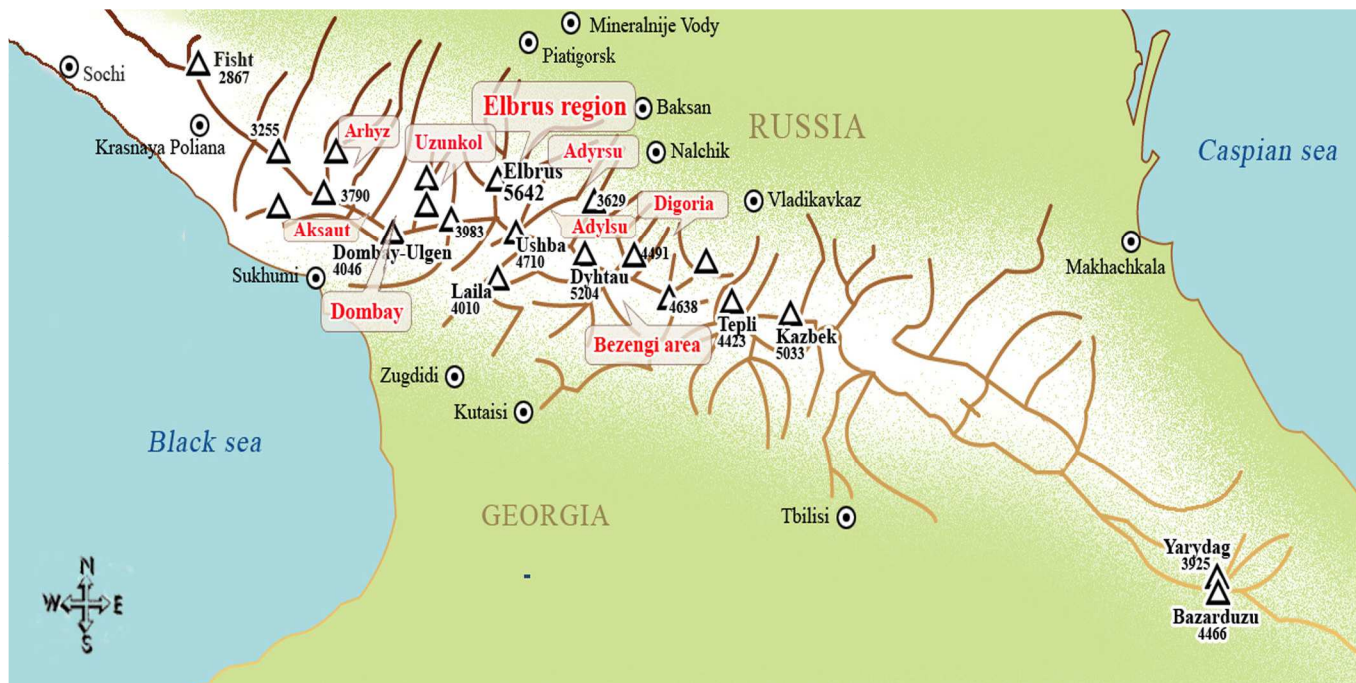 Mineralnije Vody
Piatigorsk
Fisht
2867
Sochi
Elbrus region
Baksan
RUSSIA
Krasnaya Poliana
3255
Arhyz
Uzunkol
Adyrsu
Nalchik
Caspian sea
Elbrus
5642
3790
3629
Digoria
Vladikavkaz
Aksaut
3983
Adylsu
Dombay-Ulgen
4046
Ushba
4710
4491
Makhachkala
Sukhumi
Dyhtau
5204
Laila
4010
4638
Dombay
Tepli
4423
Kazbek
5033
Bezengi area
Zugdidi
Kutaisi
Black sea
GEORGIA
Tbilisi
Yarydag
3925
Bazarduzu
4466
N
W E
S